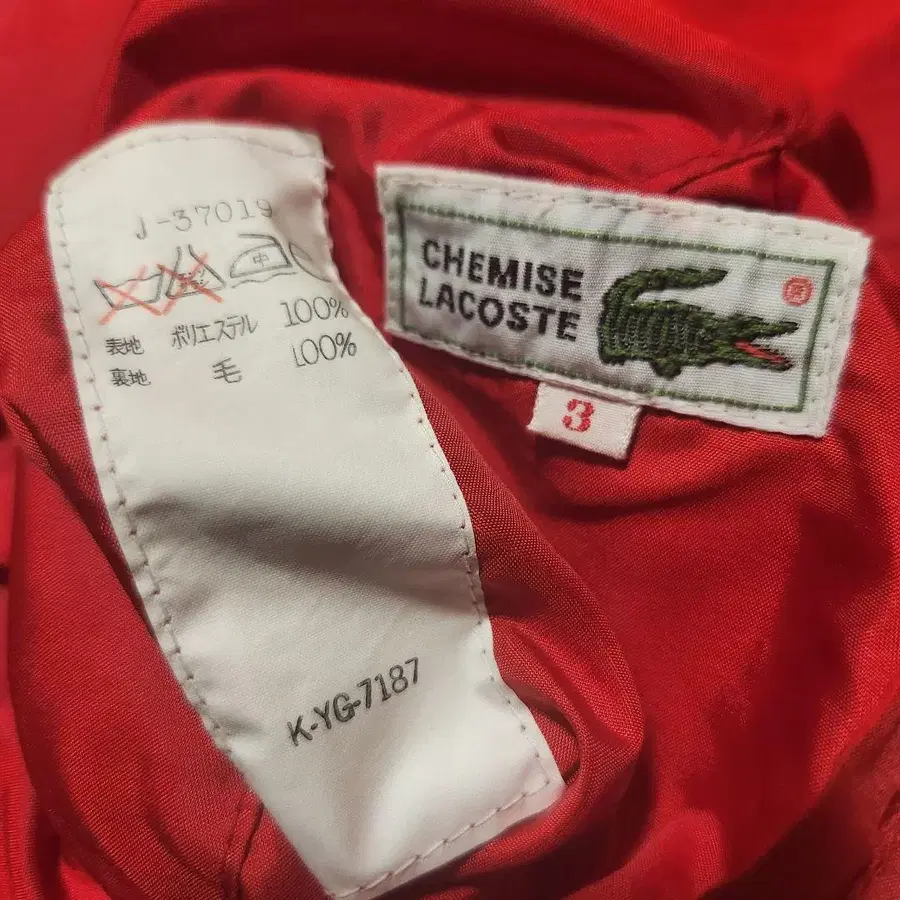 J-37019
中
表地 ポリエステル 100%
裏地 毛 100%
K-YG-7187
CHEMISE
LACOSTE
®
3